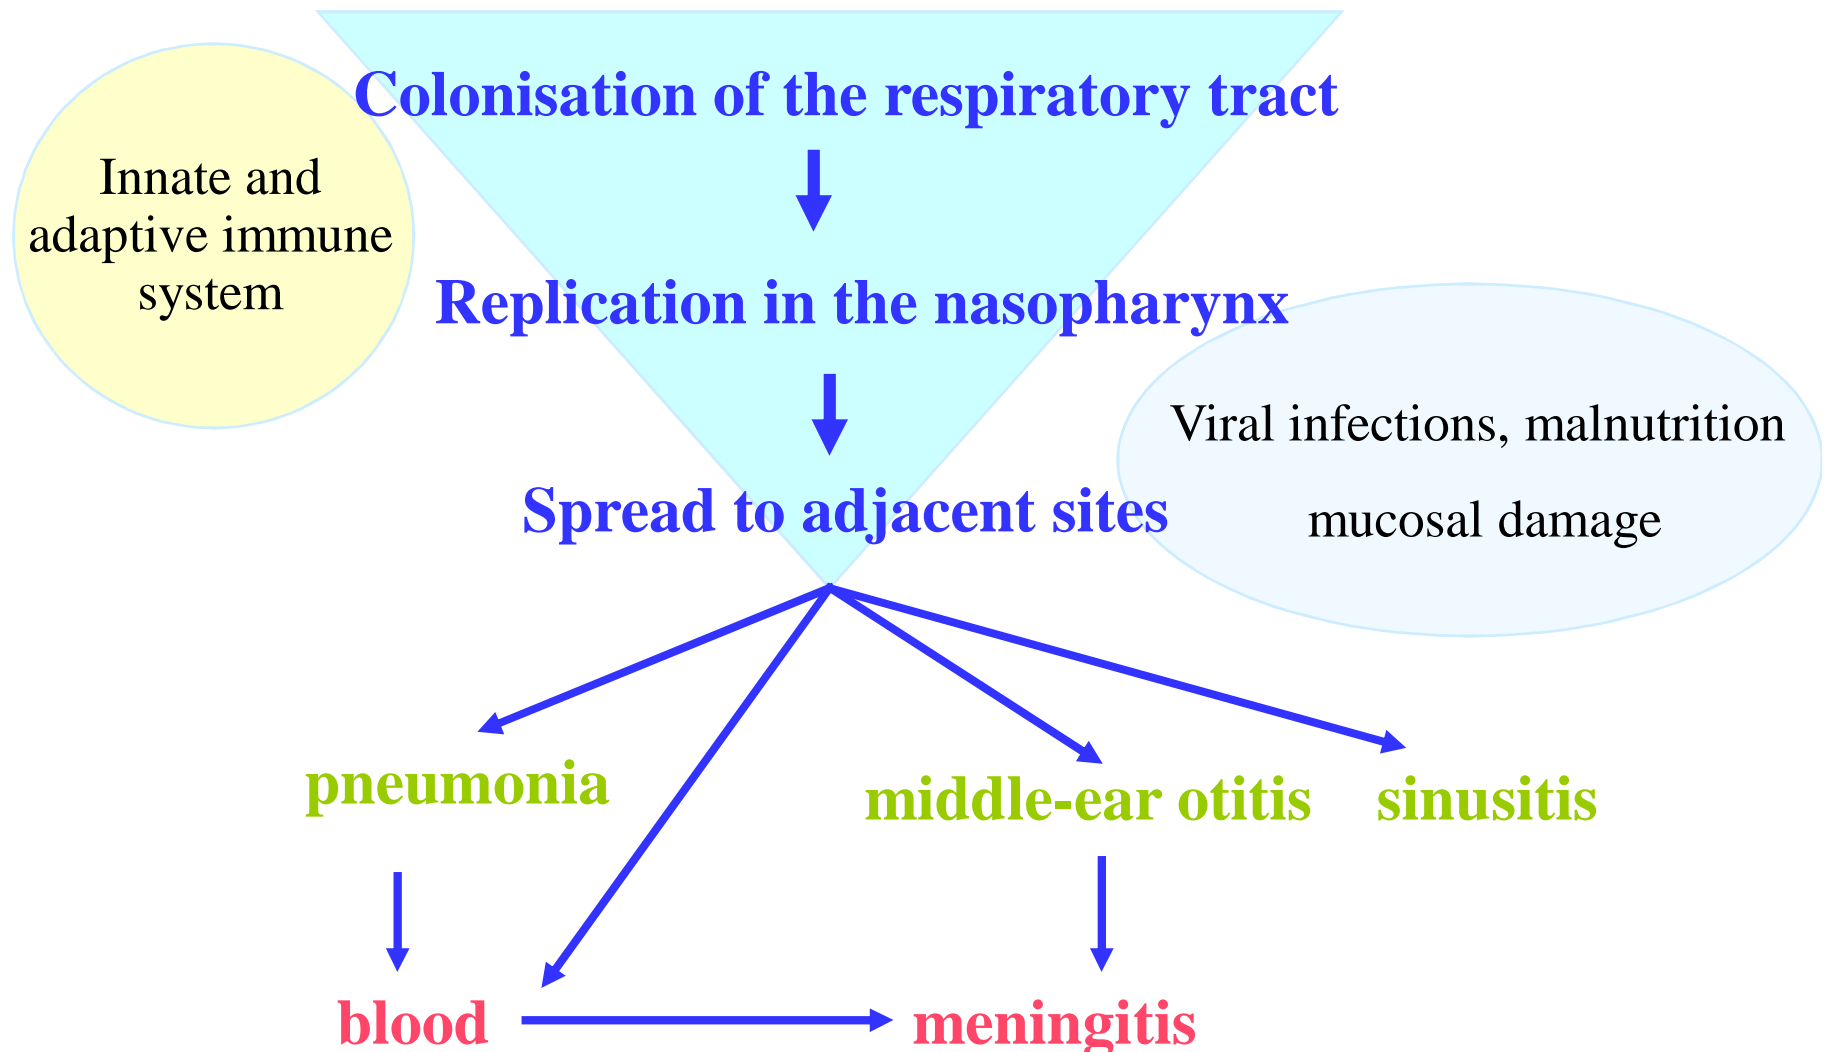 Colonisation of the respiratory tract
Innate and
adaptive immune
system
Replication in the nasopharynx
Viral infections, malnutrition
mucosal damage
Spread to adjacent sites
pneumonia
middle-ear otitis
sinusitis
blood
meningitis